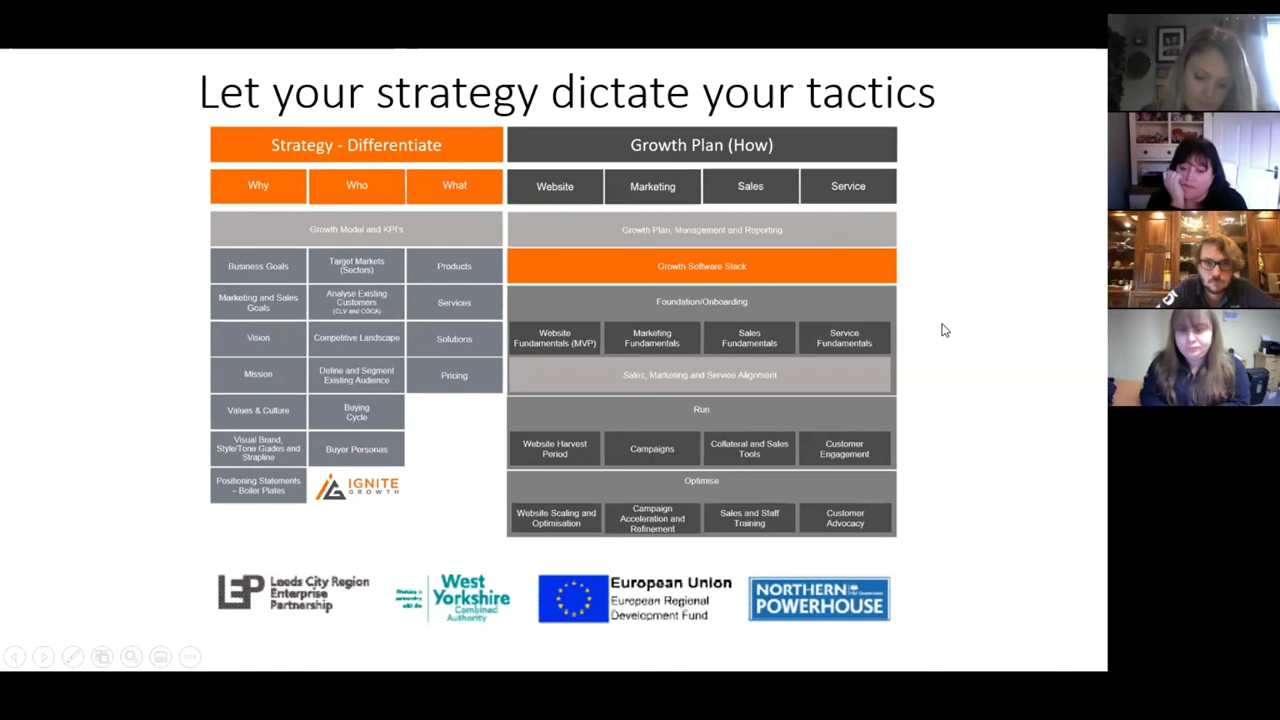 Let your strategy dictate your tactics
Strategy - Differentiate
Growth Plan (How)
Why
Who
What
Website
Marketing
Sales
Service
Growth Model and KPI's
Growth Plan, Management and Reporting
Business Goals
Target Markets
(Sectors)
Products
Growth Software Stack
Marketing and Sales
Goals
Analyse Existing
Customers
(CLV and COCA)
Services
Foundation/Onboarding
Vision
Competitive Landscape
Solutions
Website
Fundamentals (MVP)
Marketing
Fundamentals
Sales
Fundamentals
Service
Fundamentals
Mission
Define and Segment
Existing Audience
Pricing
Sales, Marketing and Service Alignment
Values & Culture
Buying
Cycle
Run
Visual Brand,
Style/Tone Guides and
Strapline
Buyer Personas
Website Harvest
Period
Campaigns
Collateral and Sales
Tools
Customer
Engagement
Positioning Statements
– Boiler Plates
IGNITE
GROWTH
Optimise
Website Scaling and
Optimisation
Campaign
Acceleration and
Refinement
Sales and Staff
Training
Customer
Advocacy
LEP
Leeds City Region
Enterprise
Partnership
West
Yorkshire
Combined
Authority
European Union
European Regional
Development Fund
NORTHERN
POWERHOUSE